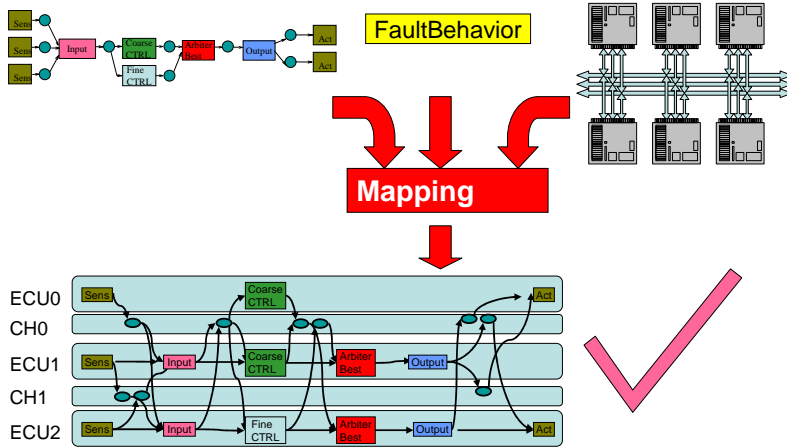 Sens
Sens
Sens
Input
Coarse
CTRL
Fine
CTRL
Arbiter
Best
Output
Act
Act
FaultBehavior
Mapping
ECU0
Sens
Coarse
CTRL
Act
CH0
ECU1
Sens
Input
Coarse
CTRL
Arbiter
Best
Output
CH1
ECU2
Sens
Input
Fine
CTRL
Arbiter
Best
Output
Act